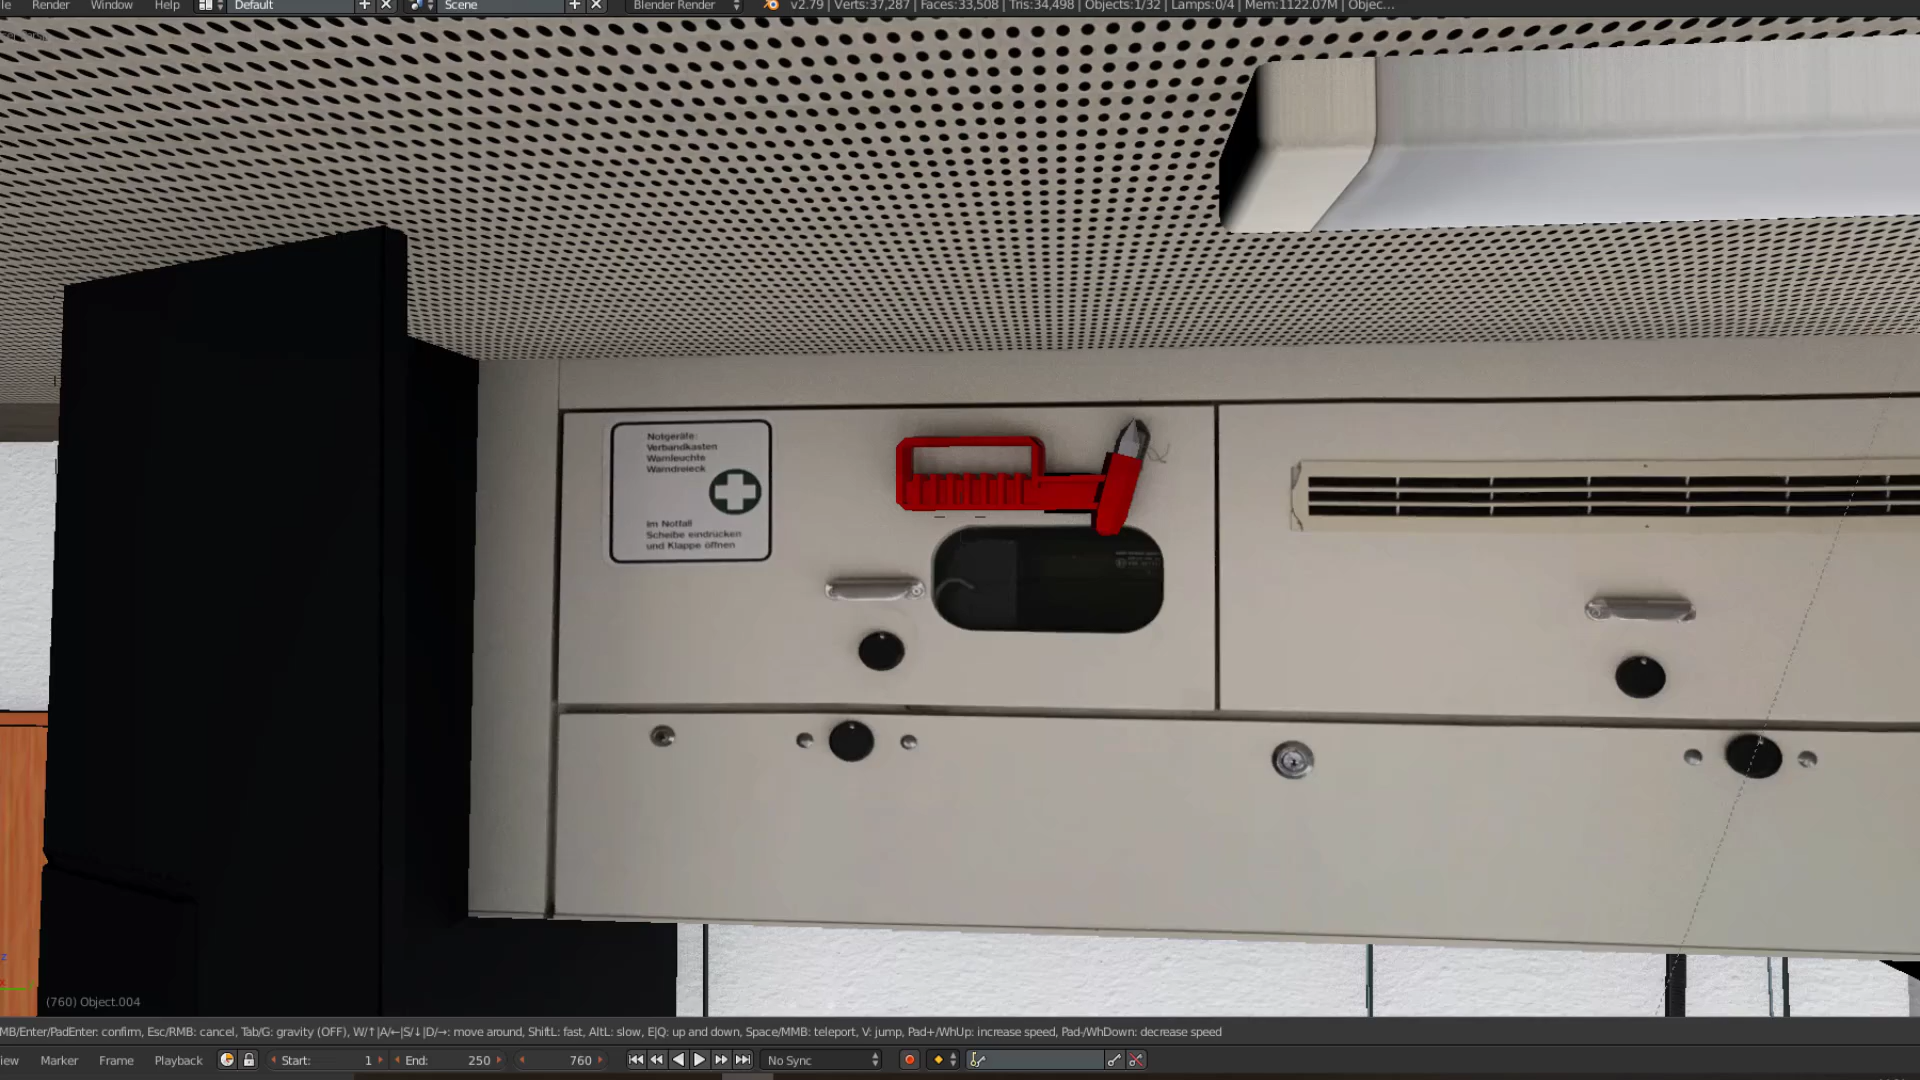 Render Window Help Default Scene Blender Render v2.79 | Verts:37,287 | Faces:33,508 | Tris:34,498 | Objects:1/32 | Lamps:0/4 | Mem:1122.07M | Objec...
Notgeräte:
Verbandkasten
Warnleuchte
Warndreieck
Im Notfall
Scheibe eindrücken
und Klappe öffnen
(760) Object.004
MB/Enter/PadEnter: confirm, Esc/RMB: cancel, Tab/G: gravity (OFF), W/↑|A/←|S/↓|D/→: move around, ShiftL: fast, AltL: slow, E|Q: up and down, Space/MMB: teleport, V: jump, Pad+/WhUp: increase speed, Pad-/WhDown: decrease speed
iew Marker Frame Playback Start: 1 End: 250 760 No Sync